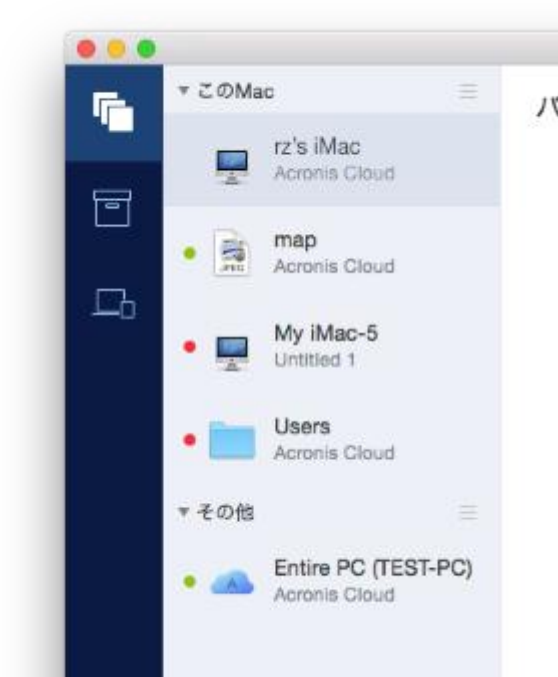 このMac
rz's iMac
Acronis Cloud
map
Acronis Cloud
JPEG
My iMac-5
Untitled 1
Users
Acronis Cloud
その他
Entire PC (TEST-PC)
Acronis Cloud